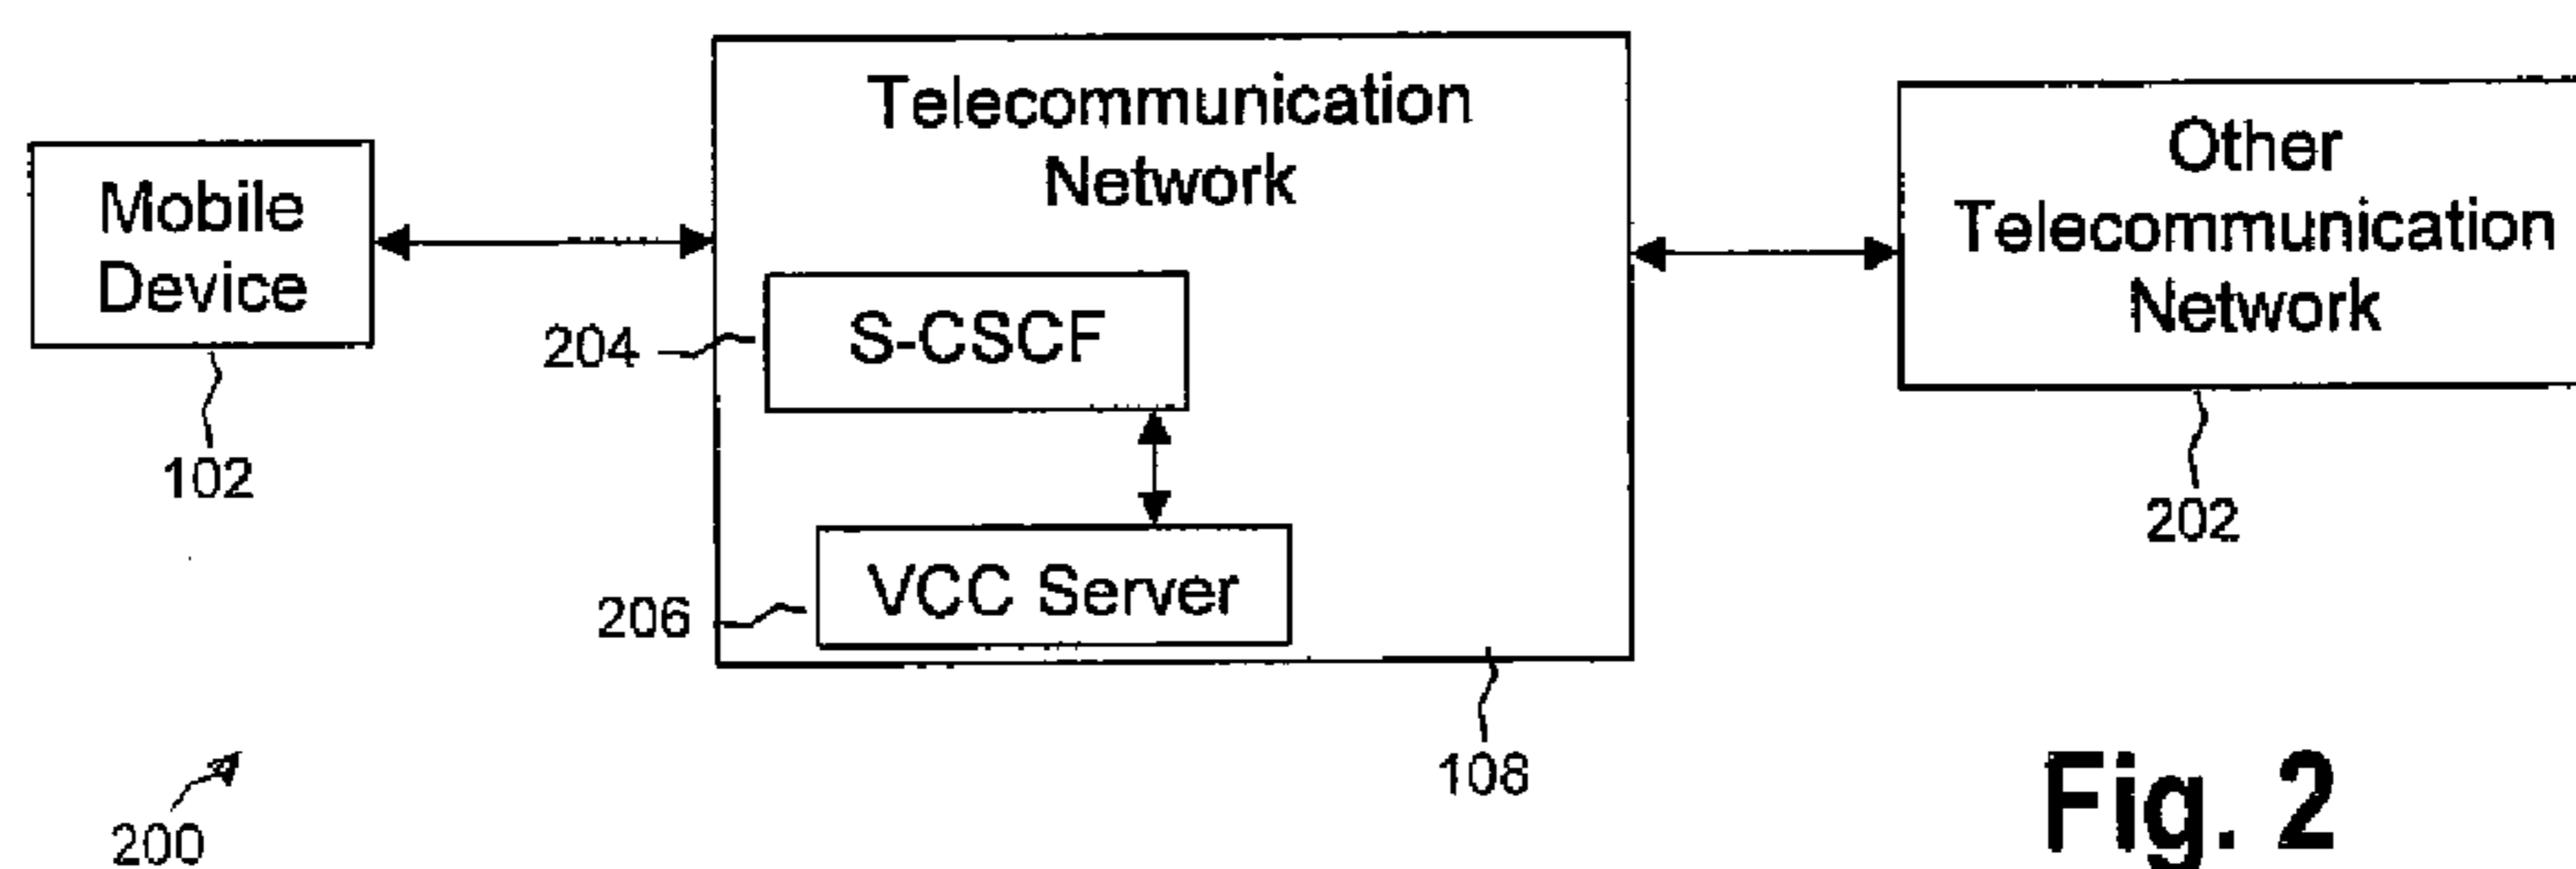 Telecommunication
Network
Mobile
Device
Other
Telecommunication
Network
204
S-CSCF
102
202
206
VCC Server
108
200
Fig. 2